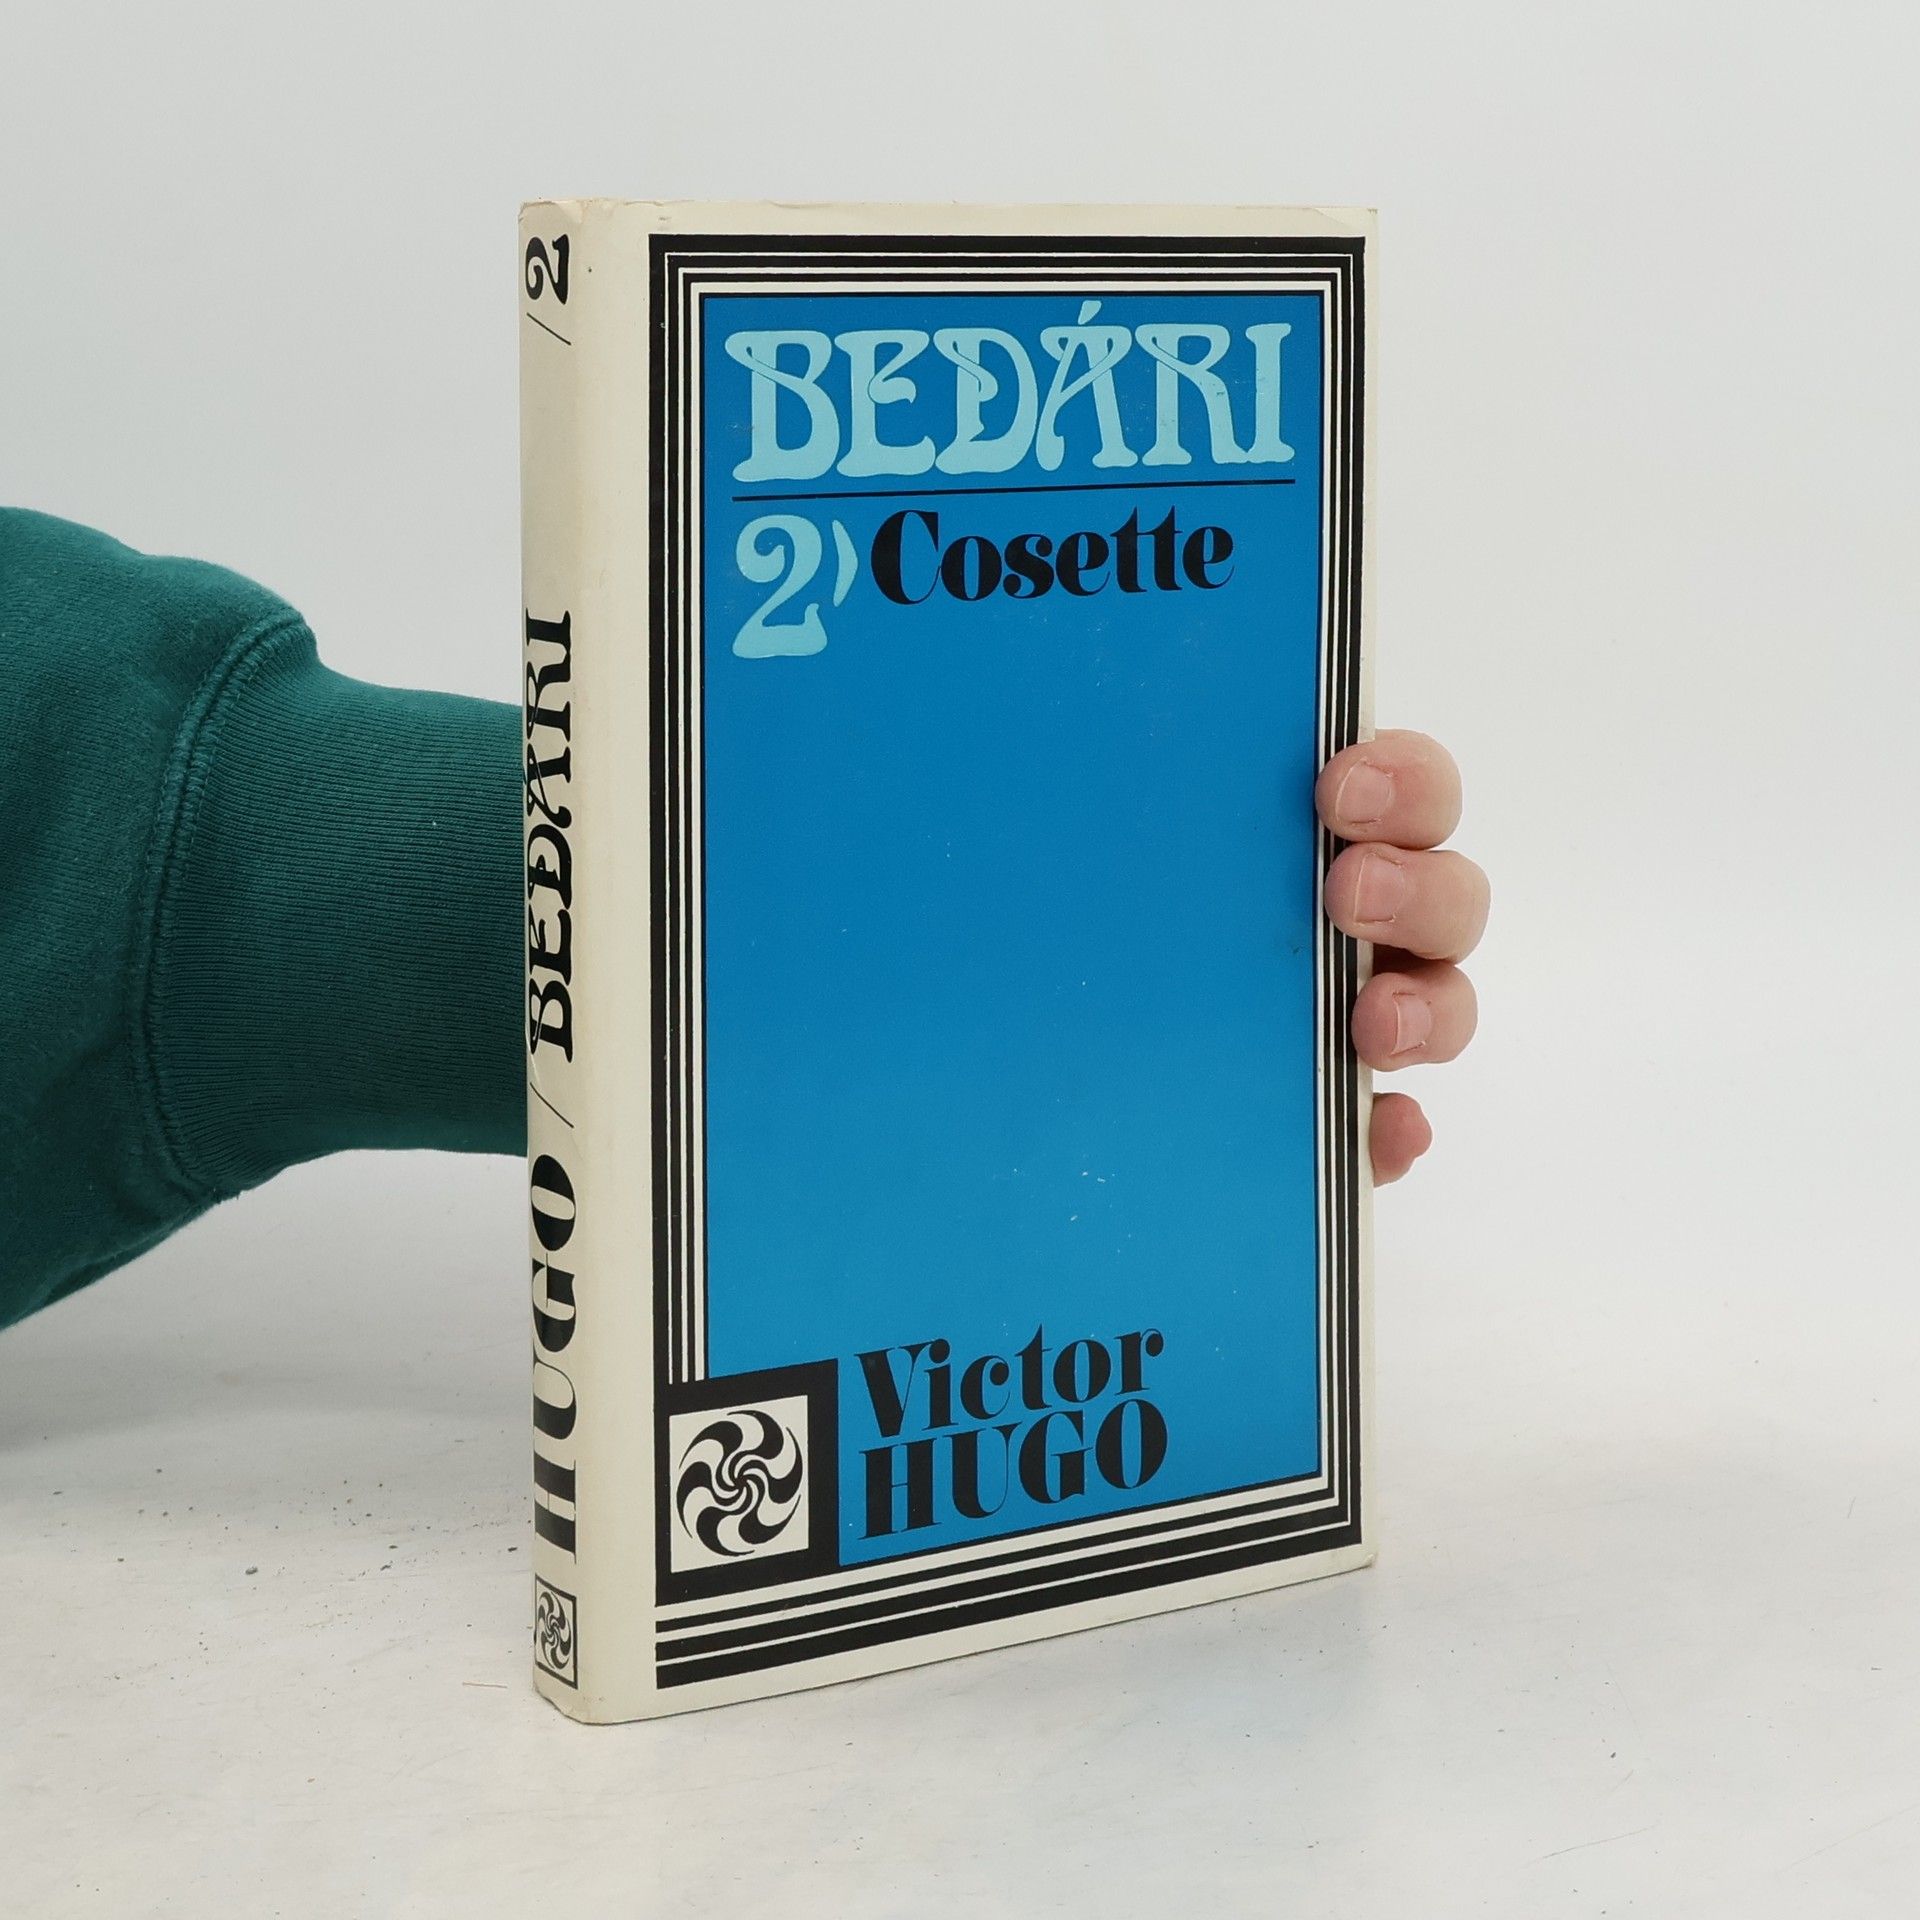 BEDÁRI
2) Cosette
Victor
HUGO
HUGO / BEDÁRI / 2